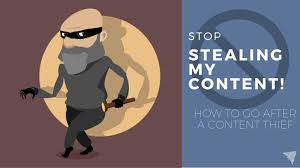 STOP
STEALING
MY
CONTENT!
HOW TO GO AFTER
A CONTENT THIEF